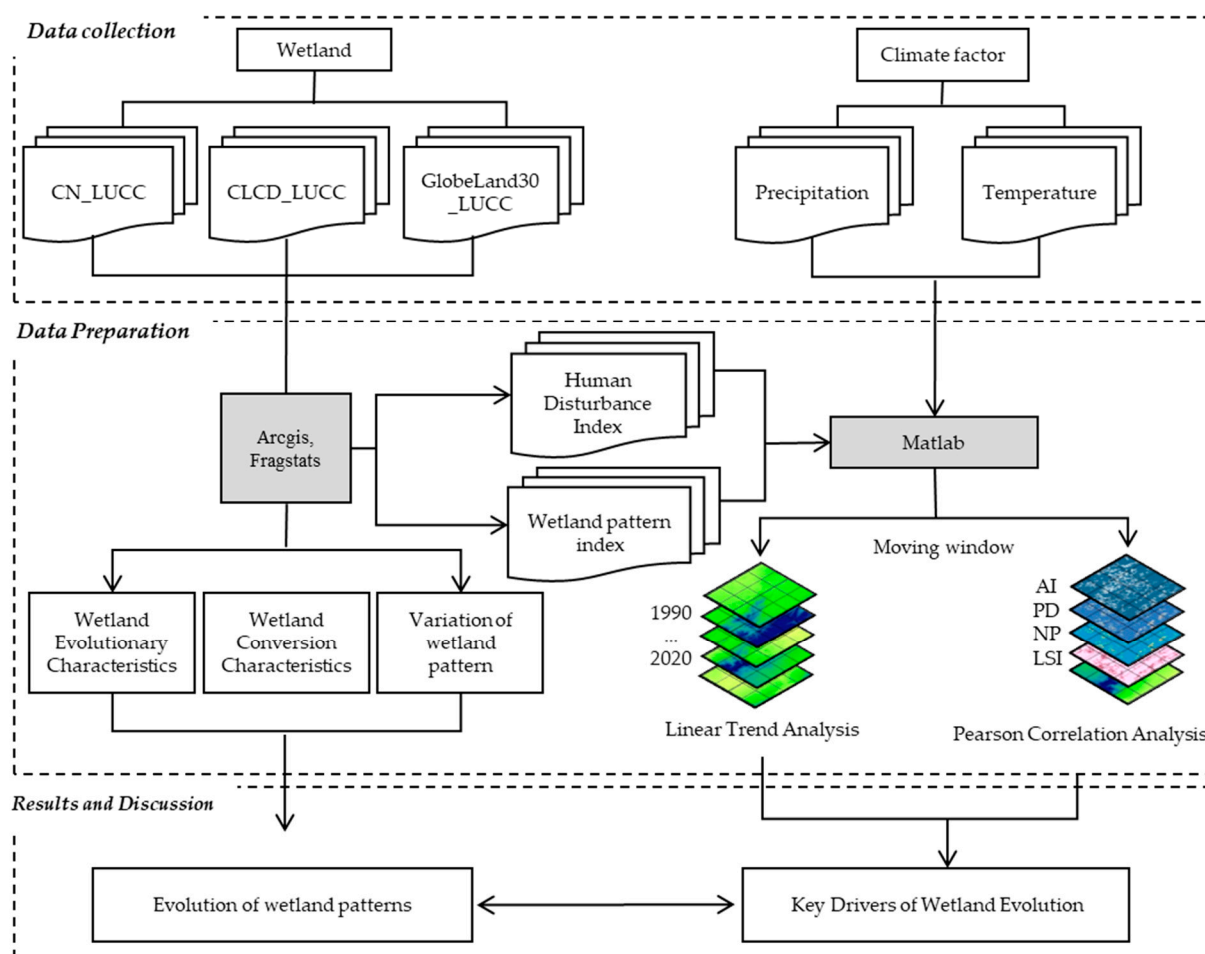 Data collection
Wetland
Climate factor
CN_LUCC
CLCD_LUCC
GlobeLand30
_LUCC
Precipitation
Temperature
Data Preparation
Human
Disturbance
Index
Arcgis,
Fragstats
Matlab
Wetland pattern
index
Moving window
Wetland
Evolutionary
Characteristics
Wetland
Conversion
Characteristics
Variation of
wetland
pattern
1990
...
2020
AI
PD
NP
LSI
Linear Trend Analysis
Pearson Correlation Analysis
Results and Discussion
Evolution of wetland patterns
Key Drivers of Wetland Evolution